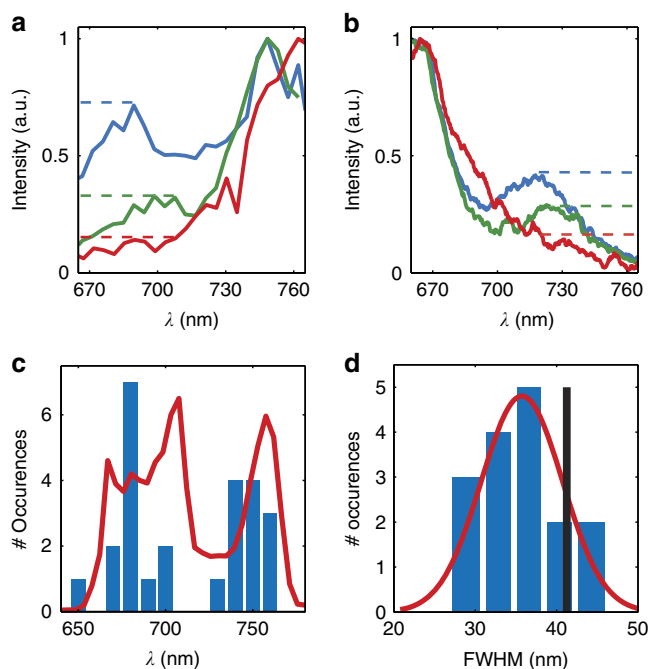 a
b
1
0.5
0
Intensity (a.u.)
670
700
730
760
λ (nm)
1
0.5
0
Intensity (a.u.)
670
700
730
760
λ (nm)
c
d
6
4
2
0
# Occurences
650
700
750
λ (nm)
5
4
3
2
1
0
# occurences
20
30
40
50
FWHM (nm)